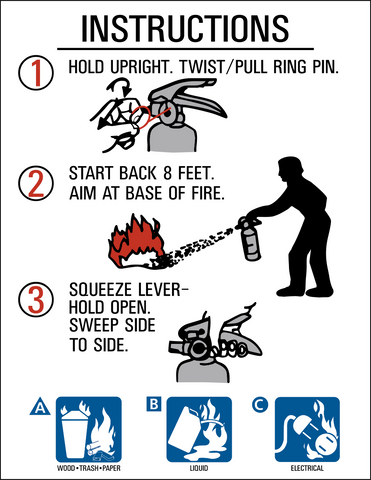 INSTRUCTIONS
1
HOLD UPRIGHT. TWIST/PULL RING PIN.
2
START BACK 8 FEET.
AIM AT BASE OF FIRE.
3
SQUEEZE LEVER-
HOLD OPEN.
SWEEP SIDE
TO SIDE.
A
WOOD•TRASH•PAPER
B
LIQUID
C
ELECTRICAL